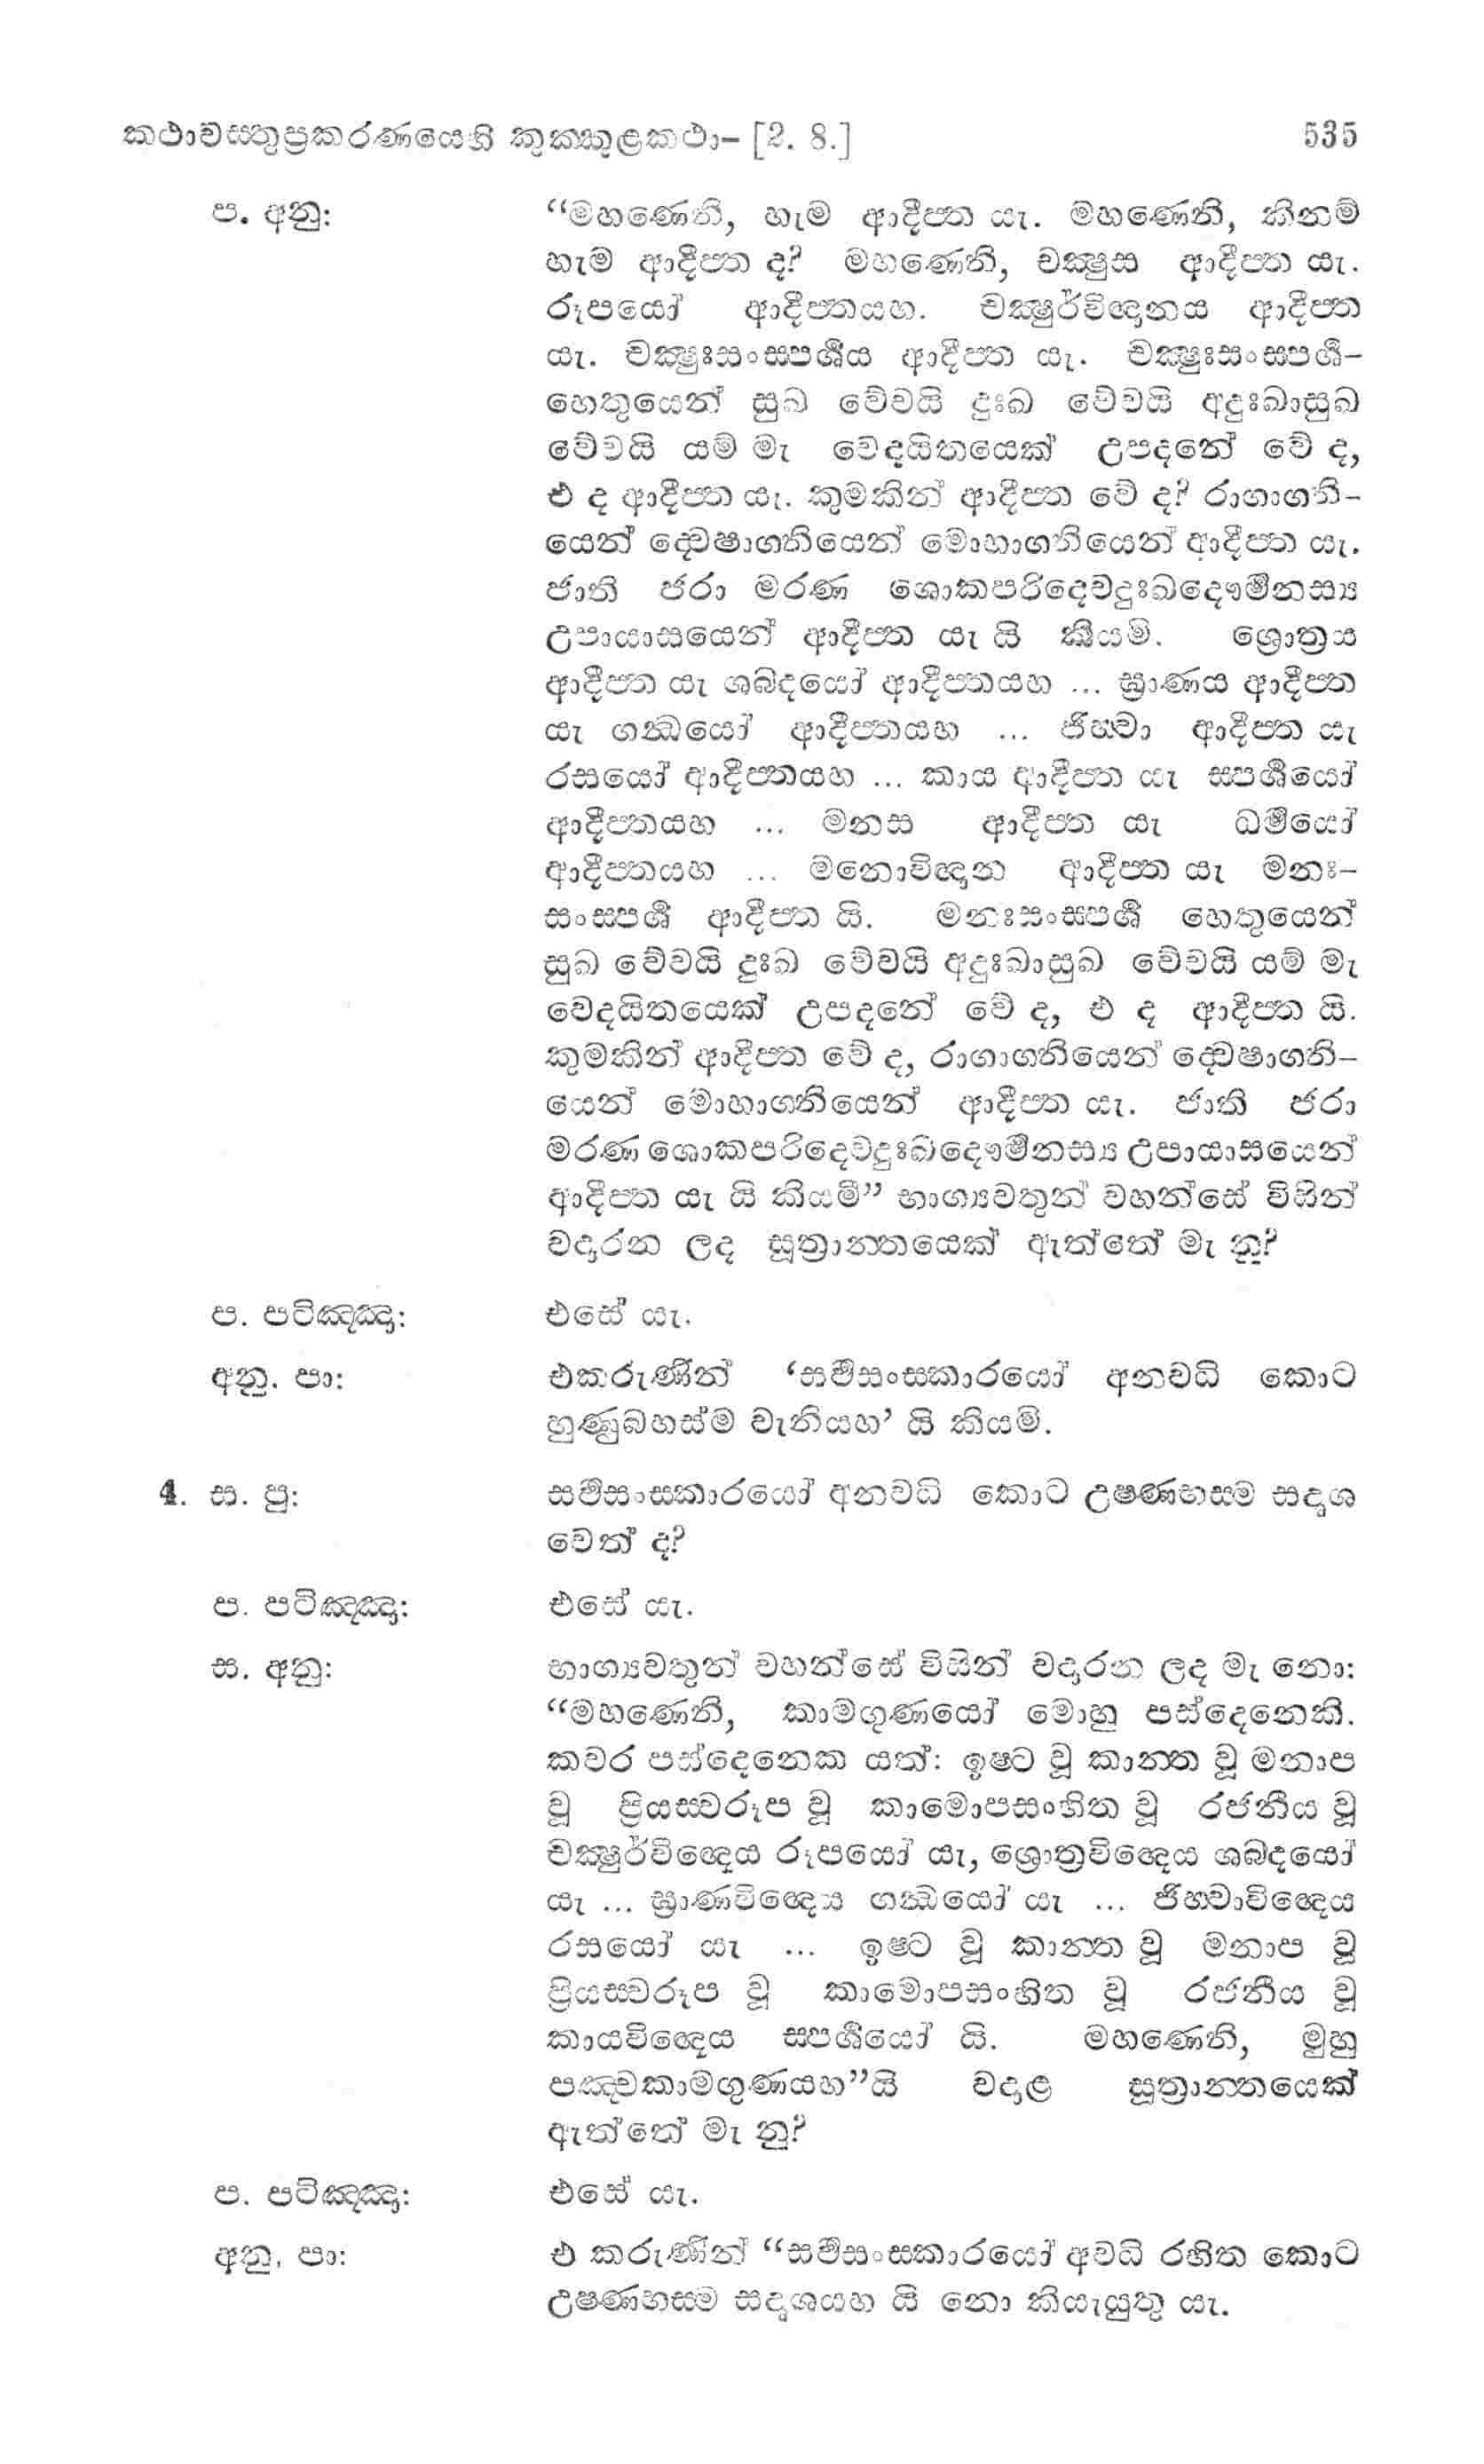 කථාවස්තුප්‍රකරණයෙහි කුක්කුළකථා– [2. 8.] 535
ප. අනු: “මහණෙනි, හැම ආදීප්ත යැ. මහණෙනි, කිනම්
හැම ආදීප්ත ද? මහණෙනි, චක්ෂුස ආදීප්ත යැ.
රූපයෝ ආදීප්තයහ. චක්ෂුර්විඥානය ආදීප්ත
යැ. චක්ෂුඃසංස්පර්ශය ආදීප්ත යැ. චක්ෂුඃසංස්පර්ශ–
හෙතුයෙන් සුඛ වේවයි දුඃඛ වේවයි අදුඃඛාසුඛ
වේවයි යම් මැ වෙදයිතයෙක් උපදනේ වේ ද,
එ ද ආදීප්ත යැ. කුමකින් ආදීප්ත වේ ද? රාගාග්නි–
යෙන් ද්වෙෂාග්නියෙන් මොහාග්නියෙන් ආදීප්ත යැ.
ජාති ජරා මරණ ශොකපරිදෙවදුඃඛදෞර්මනස්‍ය
උපායාසයෙන් ආදීප්ත යැ යි කියමි. ශ්‍රොත්‍රය
ආදීප්ත යැ ශබ්දයෝ ආදීප්තයහ ... ඝ්‍රාණය ආදීප්ත
යැ ගන්ධයෝ ආදීප්තයහ ... ජිහ්වා ආදීප්ත යැ
රසයෝ ආදීප්තයහ ... කාය ආදීප්ත යැ ස්පර්ශයෝ
ආදීප්තයහ ... මනස ආදීප්ත යැ ධර්මයෝ
ආදීප්තයහ ... මනොවිඥාන ආදීප්ත යැ මනඃ–
සංස්පර්ශ ආදීප්ත යි. මනඃසංස්පර්ශ හෙතුයෙන්
සුඛ වේවයි දුඃඛ වේවයි අදුඃඛාසුඛ වේවයි යම් මැ
වෙදයිතයෙක් උපදනේ වේ ද, එ ද ආදීප්ත යි.
කුමකින් ආදීප්ත වේ ද, රාගාග්නියෙන් ද්වෙෂාග්නි–
යෙන් මොහාග්නියෙන් ආදීප්ත යැ. ජාති ජරා
මරණ ශොකපරිදෙවදුඃඛදෞර්මනස්‍ය උපායාසයෙන්
ආදීප්ත යැ යි කියමි” භාග්‍යවතුන් වහන්සේ විසින්
වදාරන ලද සූත්‍රාන්තයෙක් ඇත්තේ මැ නු?
ප. පටිඤ්ඤා: එසේ යැ.
අනු. පා: එකරුණින් ‘සර්වසංස්කාරයෝ අනවධි කොට
හුණුබහස්ම වැනියහ’ යි කියමි.
4. ස. පු: සර්වසංස්කාරයෝ අනවධි කොට උෂ්ණභස්ම සදෘශ
වෙත් ද?
ප. පටිඤ්ඤා: එසේ යැ.
ස. අනු: භාග්‍යවතුන් වහන්සේ විසින් වදාරන ලද මැ නො:
“මහණෙනි, කාමගුණයෝ මොහු පස්දෙනෙකි.
කවර පස්දෙනෙක යත්: ඉෂ්ට වූ කාන්ත වූ මනාප
වූ ප්‍රියස්වරූප වූ කාමොපසංහිත වූ රජනීය වූ
චක්ෂුර්විඥෙය රූපයෝ යැ, ශ්‍රොත්‍රවිඥෙය ශබ්දයෝ
යැ ... ඝ්‍රාණවිඥෙය ගන්ධයෝ යැ ... ජිහ්වාවිඥෙය
රසයෝ යැ ... ඉෂ්ට වූ කාන්ත වූ මනාප වූ
ප්‍රියස්වරූප වූ කාමොපසංහිත වූ රජනීය වූ
කායවිඥෙය ස්පර්ශයෝ යි. මහණෙනි, මුහු
පඤ්චකාමගුණයහ”යි වදාළ සූත්‍රාන්තයෙක්
ඇත්තේ මැ නු?
ප. පටිඤ්ඤා: එසේ යැ.
අනු. පා: එ කරුණින් “සර්වසංස්කාරයෝ අවධි රහිත කොට
උෂ්ණභස්ම සදෘශයහ යි නො කියැයුතු යැ.